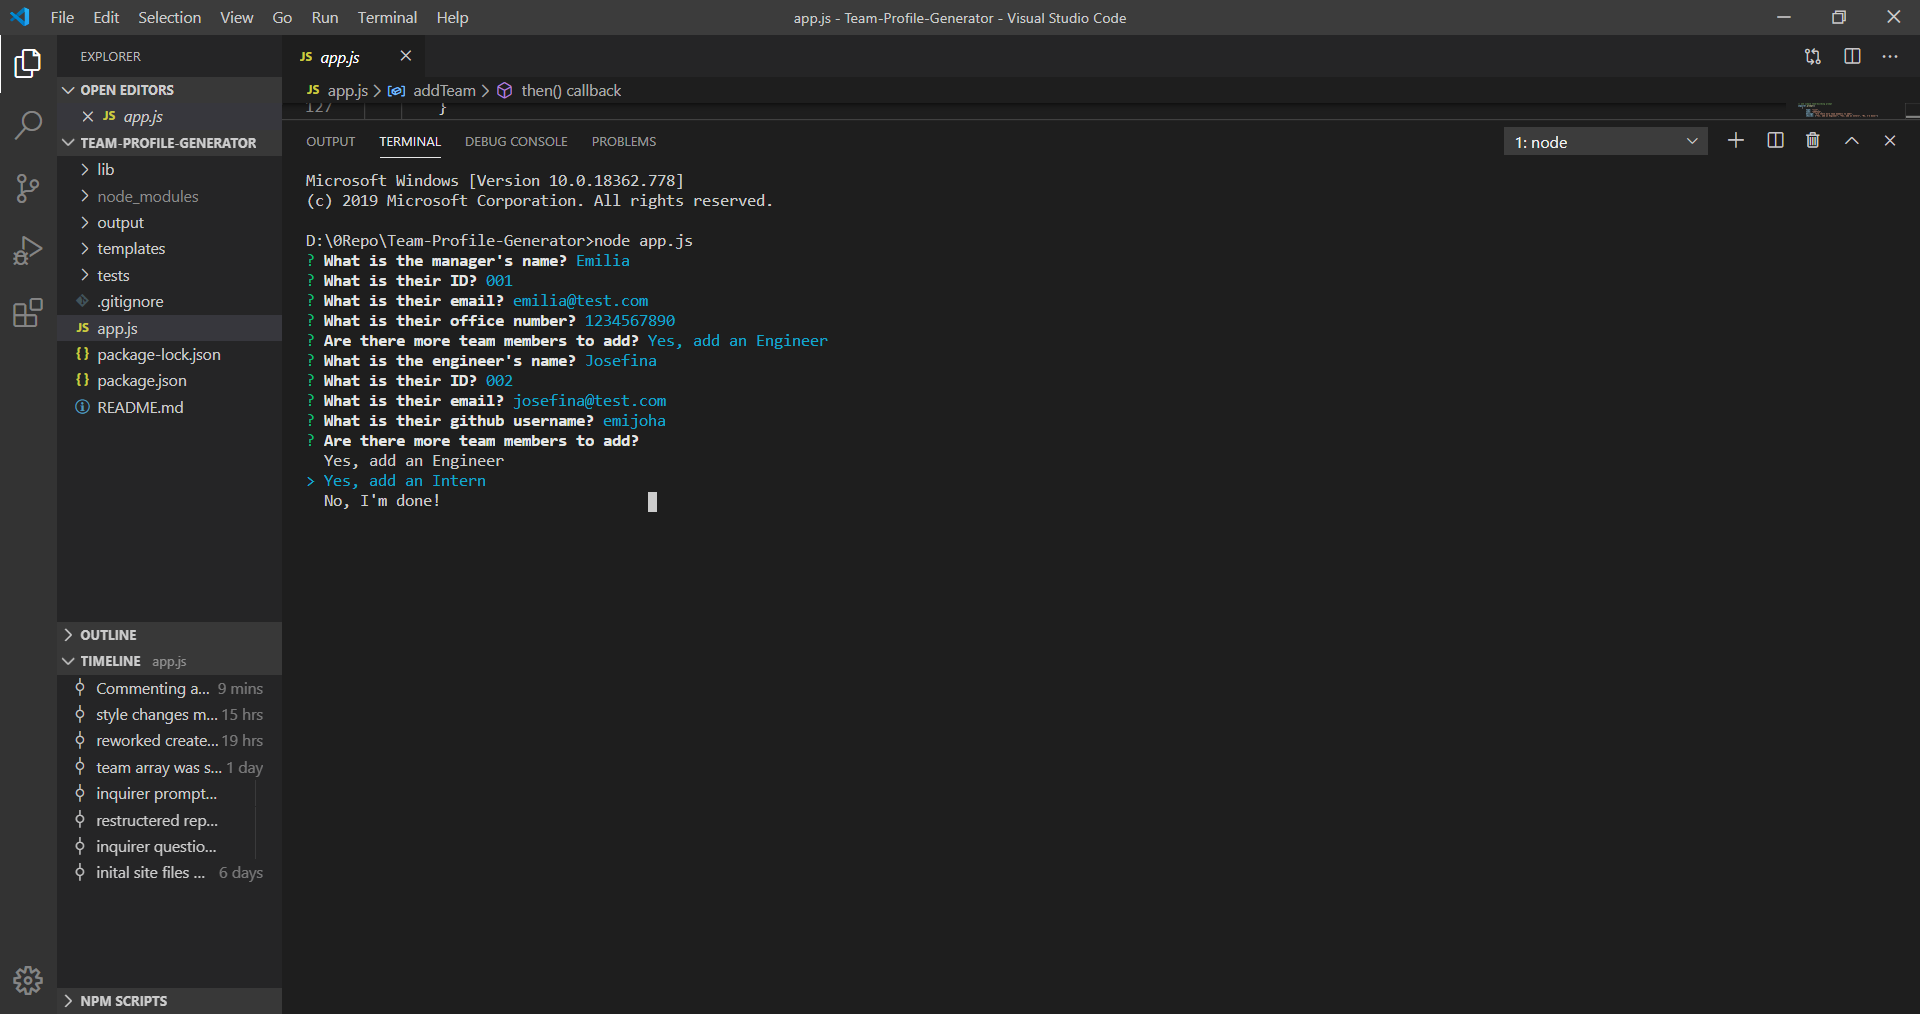 File Edit Selection View Go Run Terminal Help
app.js - Team-Profile-Generator - Visual Studio Code
EXPLORER
OPEN EDITORS
JS app.js
TEAM-PROFILE-GENERATOR
lib
node_modules
output
templates
tests
.gitignore
JS app.js
{} package-lock.json
{} package.json
README.md
OUTLINE
TIMELINE app.js
Commenting a... 9 mins
style changes m... 15 hrs
reworked create... 19 hrs
team array was s... 1 day
inquirer prompt...
restructered rep...
inquirer questio...
inital site files ... 6 days
NPM SCRIPTS
JS app.js
JS app.js > addTeam > then() callback
127 }
OUTPUT TERMINAL DEBUG CONSOLE PROBLEMS
1: node
Microsoft Windows [Version 10.0.18362.778]
(c) 2019 Microsoft Corporation. All rights reserved.
D:\0Repo\Team-Profile-Generator>node app.js
? What is the manager's name? Emilia
? What is their ID? 001
? What is their email? emilia@test.com
? What is their office number? 1234567890
? Are there more team members to add? Yes, add an Engineer
? What is the engineer's name? Josefina
? What is their ID? 002
? What is their email? josefina@test.com
? What is their github username? emijoha
? Are there more team members to add?
Yes, add an Engineer
> Yes, add an Intern
No, I'm done!